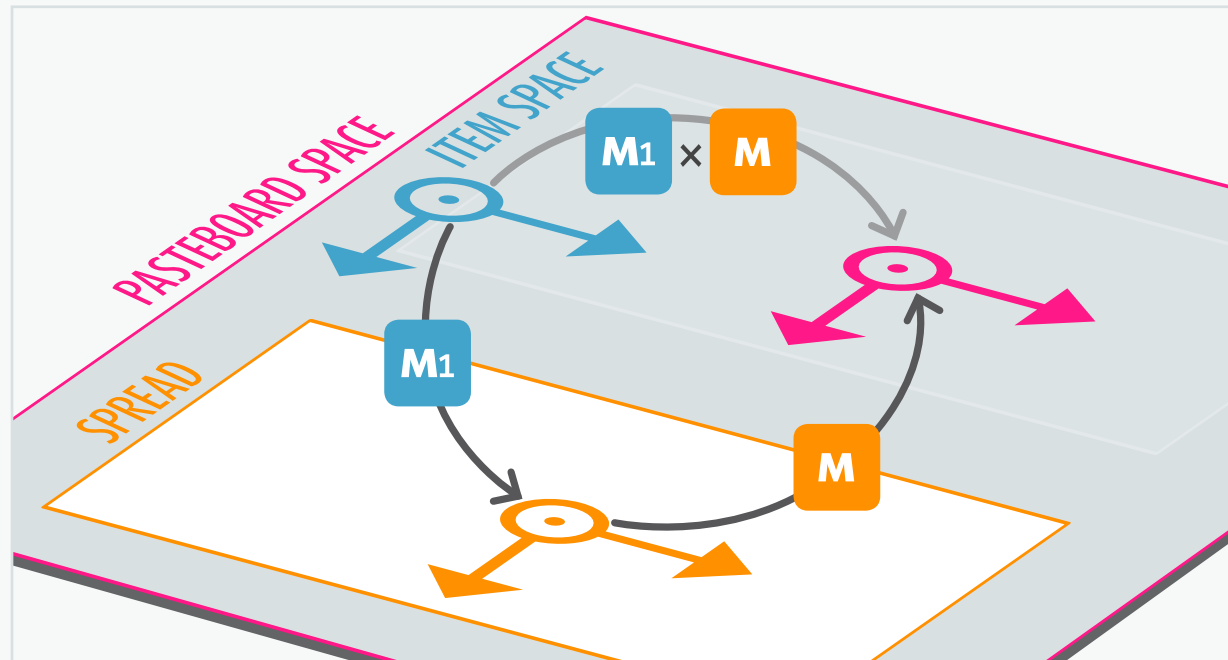 PASTEBOARD SPACE
ITEM SPACE
M1 × M
M1
SPREAD
M